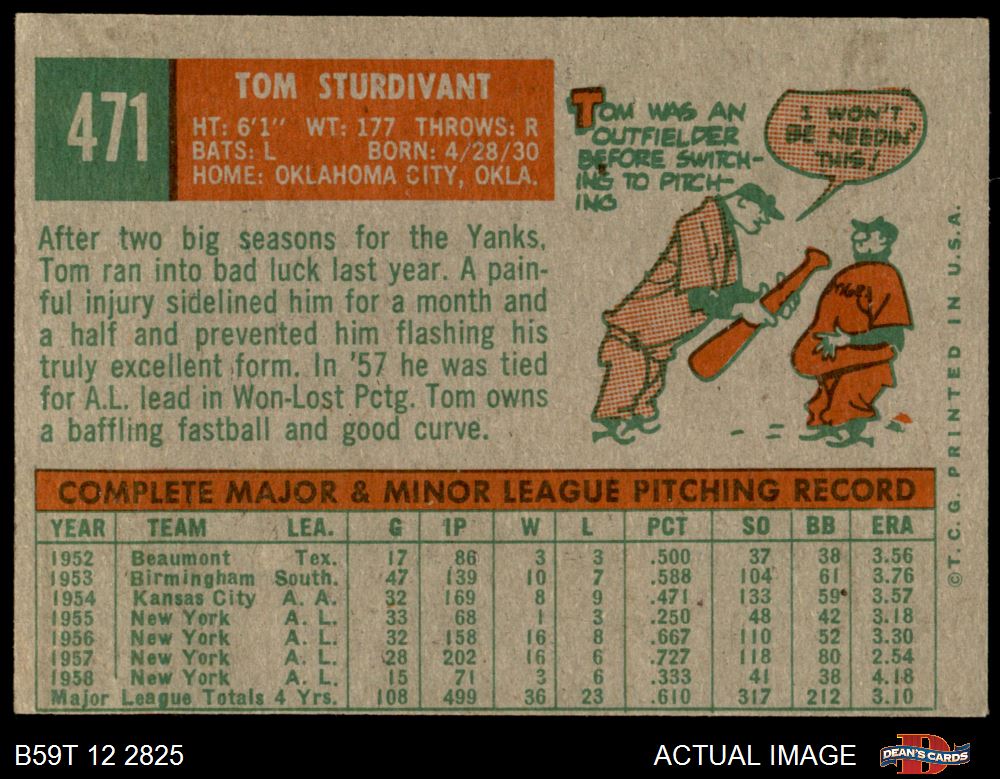 471
TOM STURDIVANT
HT: 6'1" WT: 177 THROWS: R
BATS: L BORN: 4/28/30
HOME: OKLAHOMA CITY, OKLA.
After two big seasons for the Yanks,
Tom ran into bad luck last year. A pain-
ful injury sidelined him for a month and
a half and prevented him flashing his
truly excellent form. In '57 he was tied
for A.L. lead in Won-Lost Pctg. Tom owns
a baffling fastball and good curve.
TOM WAS AN
OUTFIELDER
BEFORE SWITCH-
ING TO PITCH-
ING
I WON'T
BE NEEDIN'
THIS!
COMPLETE MAJOR & MINOR LEAGUE PITCHING RECORD
YEAR TEAM LEA. G IP W L PCT SO BB ERA
1952 Beaumont Tex. 17 86 3 3 .500 37 38 3.56
1953 Birmingham South. 47 139 10 7 .588 104 61 3.76
1954 Kansas City A. A. 32 169 8 9 .471 133 59 3.57
1955 New York A. L. 33 68 1 3 .250 48 42 3.18
1956 New York A. L. 32 158 16 8 .667 110 52 3.30
1957 New York A. L. 28 202 16 6 .727 118 80 2.54
1958 New York A. L. 15 71 3 6 .333 41 38 4.18
Major League Totals 4 Yrs. 108 499 36 23 .610 317 212 3.10
©T.C.G. PRINTED IN U.S.A.
B59T 12 2825
ACTUAL IMAGE
DEAN'S CARDS